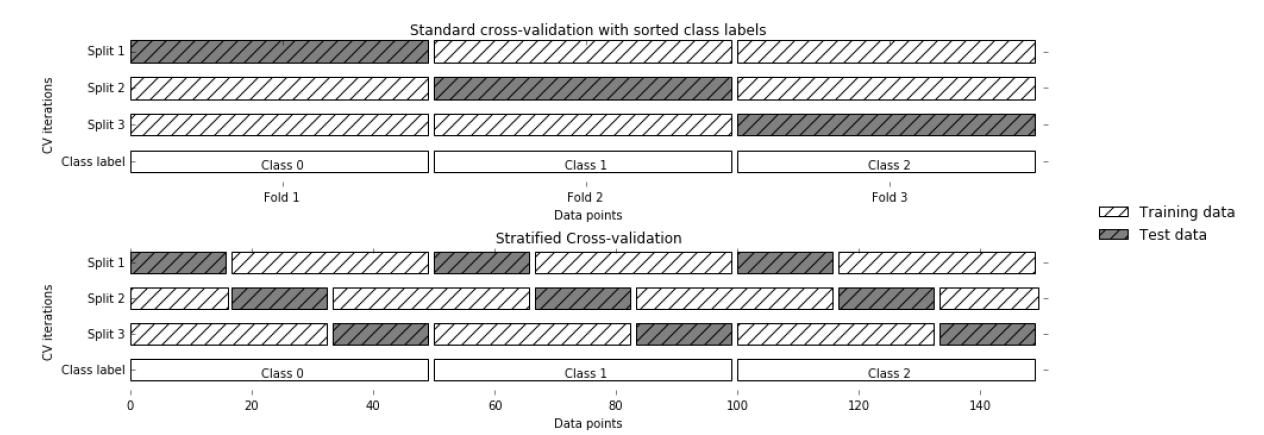 Standard cross-validation with sorted class labels
Split 1
Split 2
Split 3
Class label
CV iterations
Class 0 Class 1 Class 2
Fold 1 Fold 2 Fold 3
Data points
Training data
Test data
Stratified Cross-validation
Split 1
Split 2
Split 3
Class label
CV iterations
Class 0 Class 1 Class 2
0 20 40 60 80 100 120 140
Data points